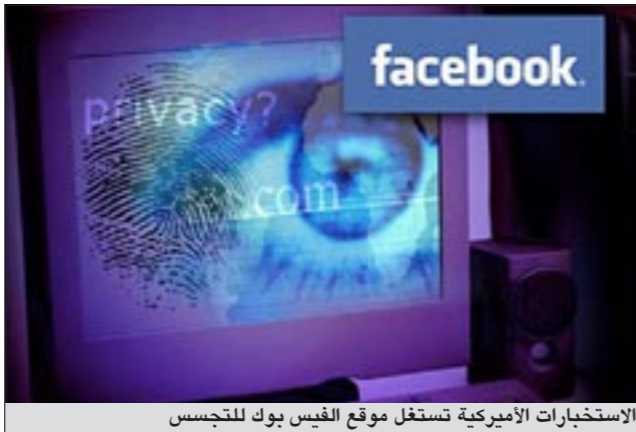 facebook.
privacy?
.com
الاستخبارات الأميركية تستغل موقع الفيس بوك للتجسس